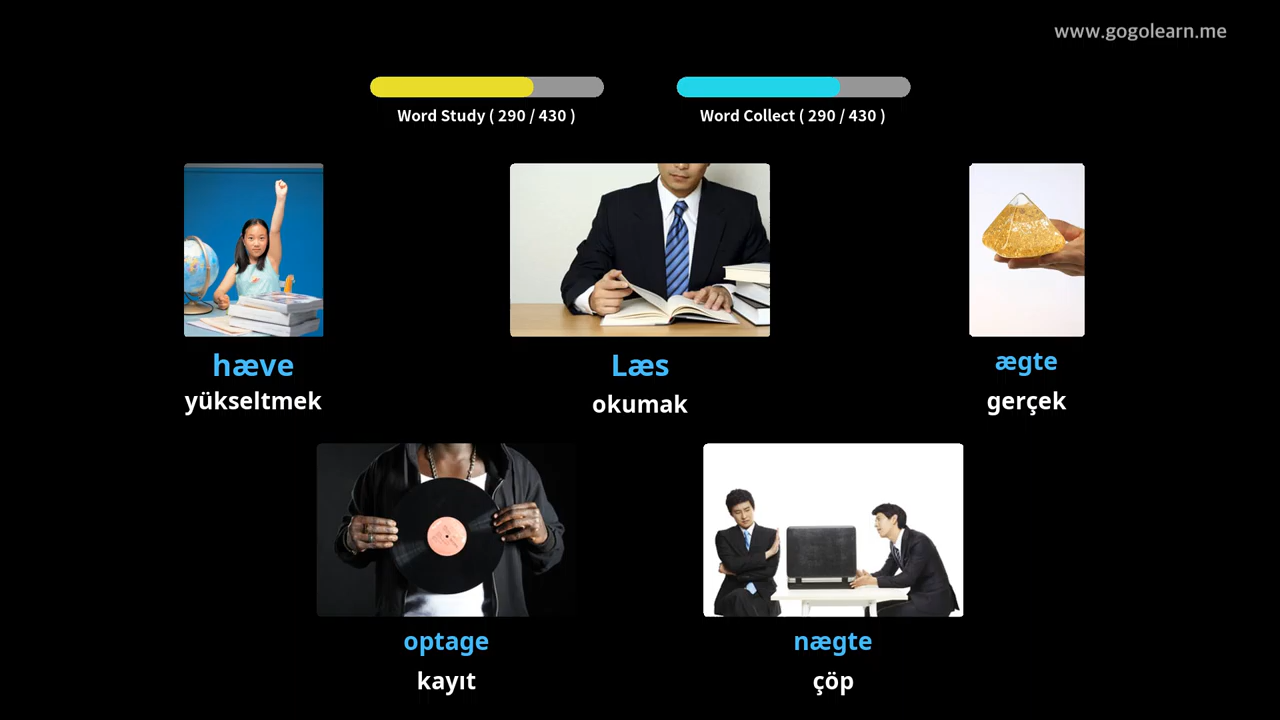 www.gogolearn.me
Word Study ( 290 / 430 )
Word Collect ( 290 / 430 )
hæve
yükseltmek
Læs
okumak
ægte
gerçek
optage
kayıt
nægte
çöp